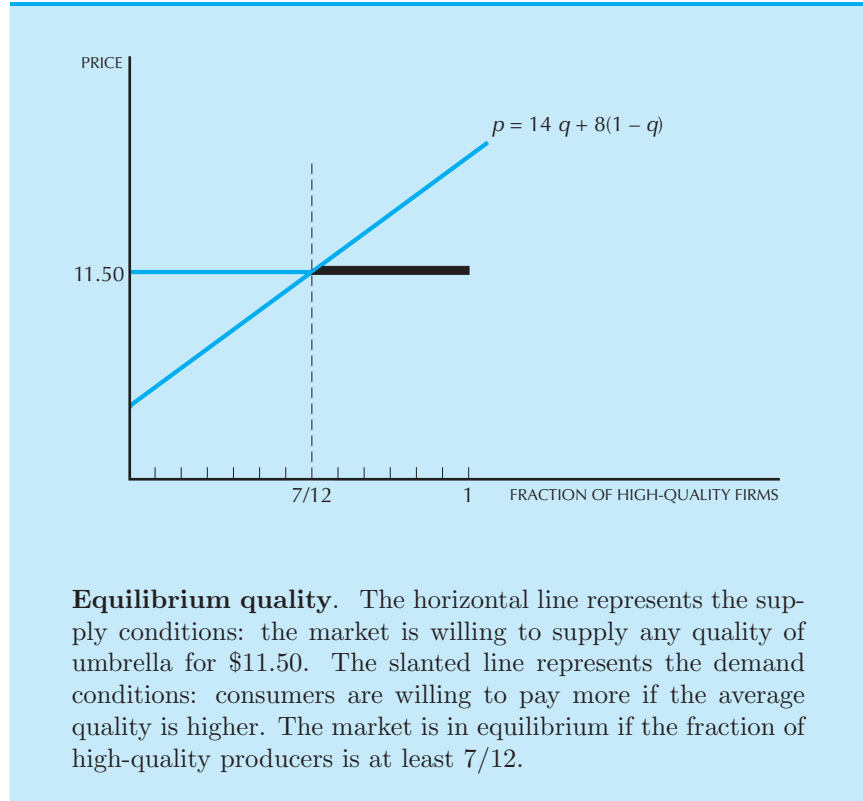 PRICE
p = 14 q + 8(1 – q)
11.50
7/12
1
FRACTION OF HIGH-QUALITY FIRMS
Equilibrium quality. The horizontal line represents the sup-
ply conditions: the market is willing to supply any quality of
umbrella for $11.50. The slanted line represents the demand
conditions: consumers are willing to pay more if the average
quality is higher. The market is in equilibrium if the fraction of
high-quality producers is at least 7/12.